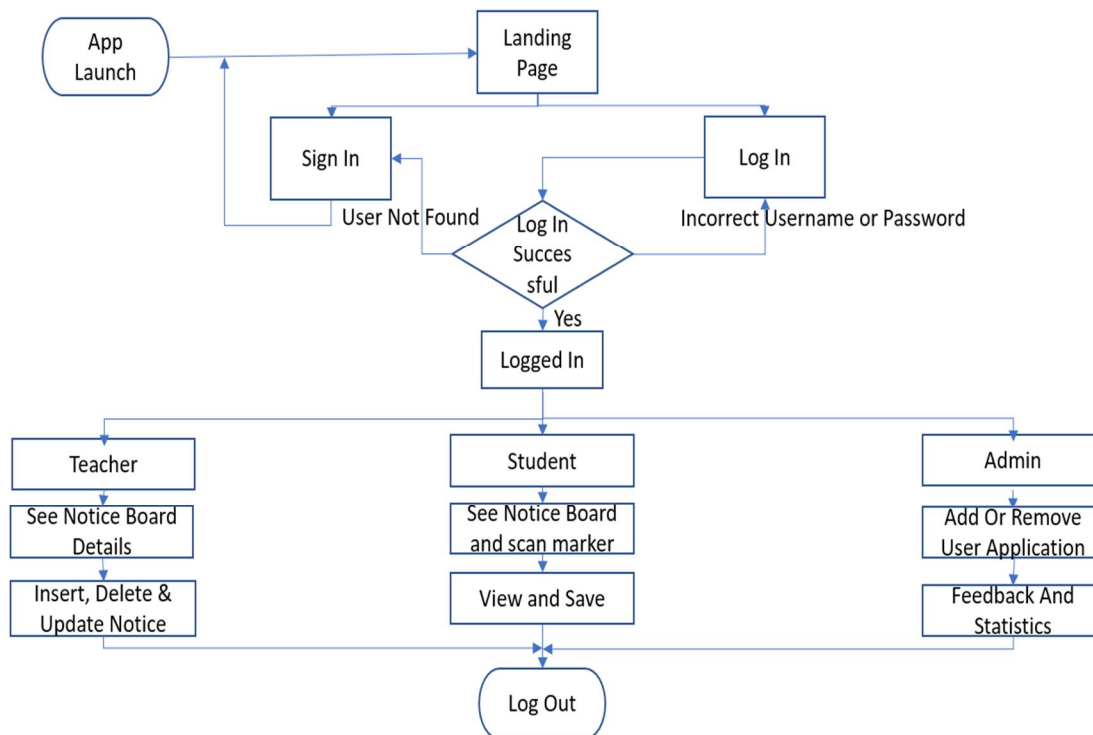 App
Launch
Landing
Page
Sign In
Log In
User Not Found
Incorrect Username or Password
Log In
Succes
sful
Yes
Logged In
Teacher
Student
Admin
See Notice Board
Details
See Notice Board
and scan marker
Add Or Remove
User Application
Insert, Delete &
Update Notice
View and Save
Feedback And
Statistics
Log Out